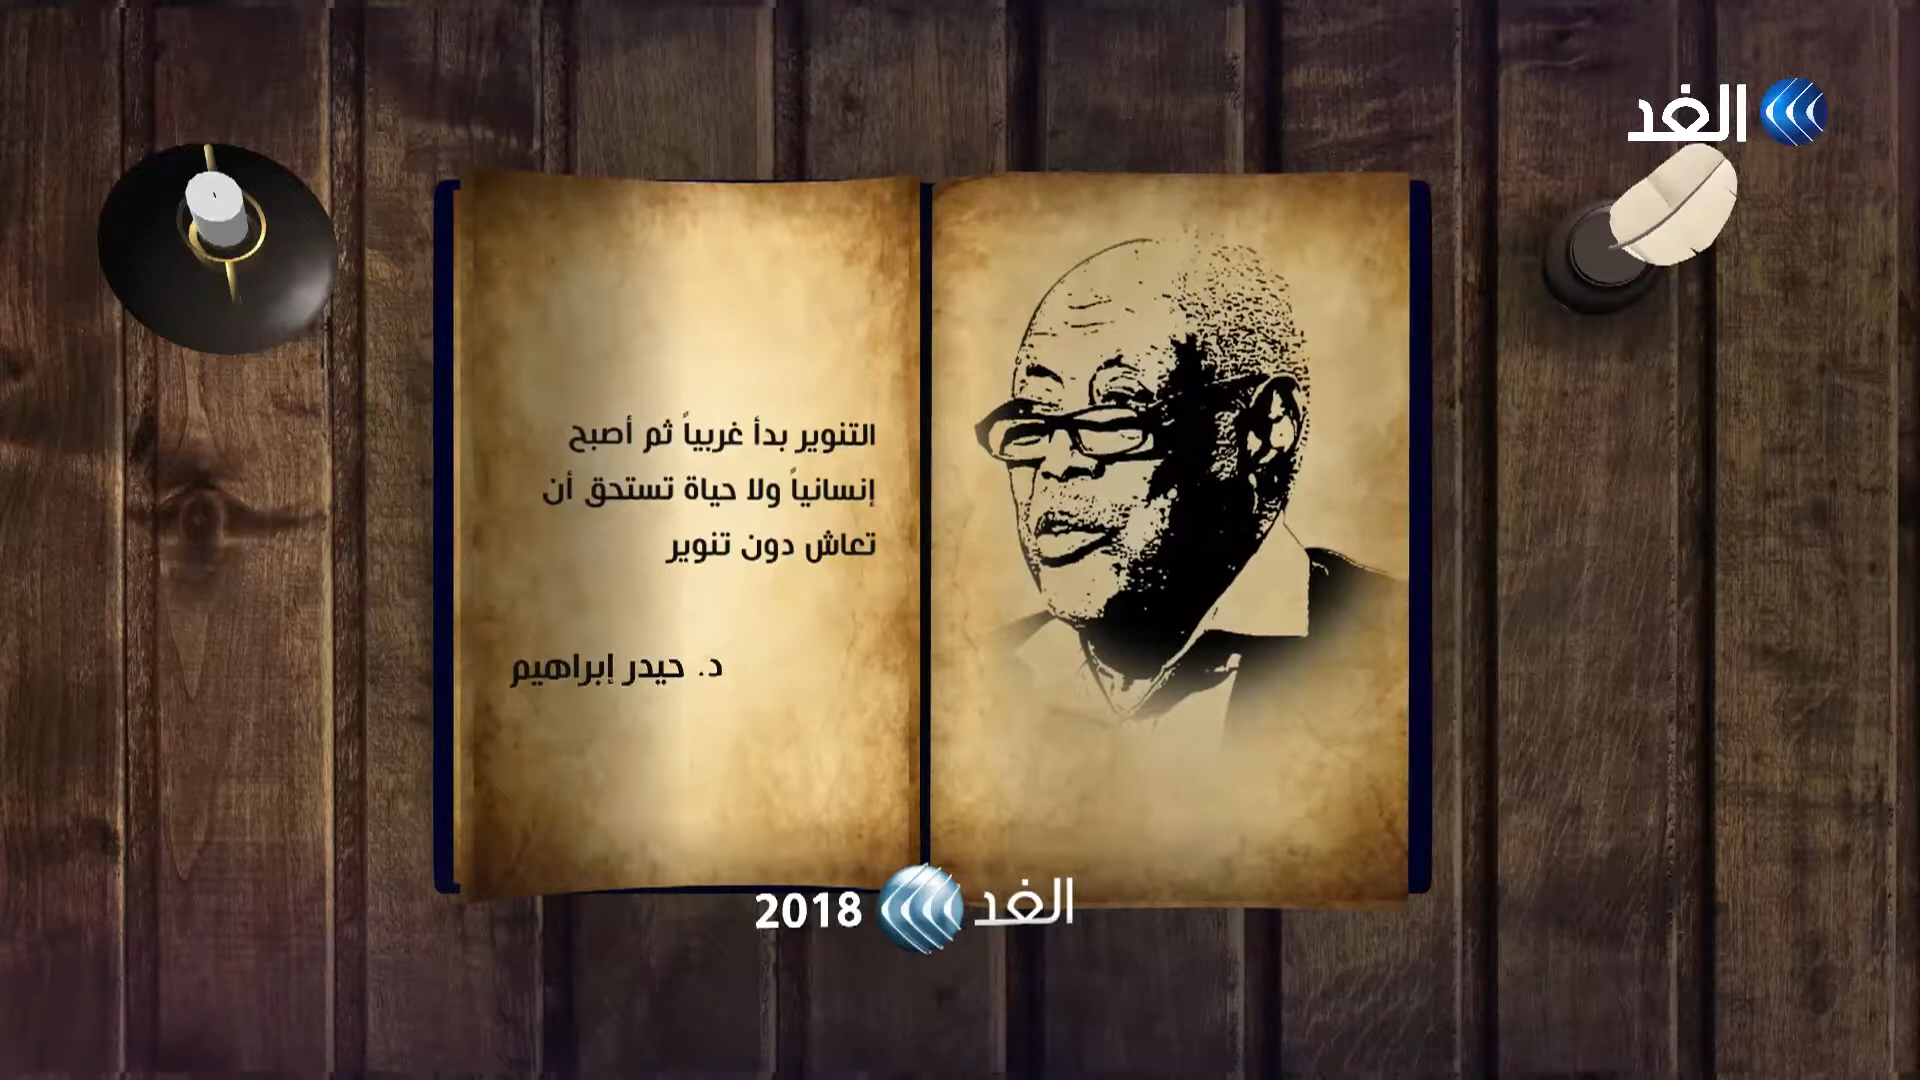 الغد
التنوير بدأ غربياً ثم أصبح
إنسانياً ولا حياة تستحق أن
تعاش دون تنوير
د. حيدر إبراهيم
الغد 2018